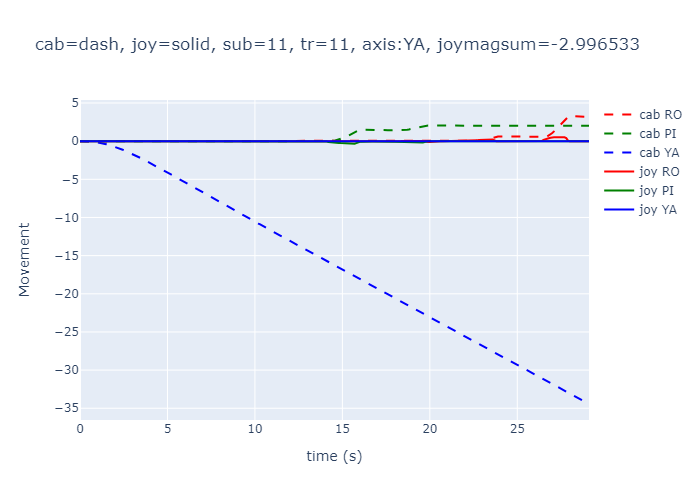 cab=dash, joy=solid, sub=11, tr=11, axis:YA, joymagsum=-2.996533
cab RO
cab PI
cab YA
joy RO
joy PI
joy YA
5
0
−5
−10
−15
−20
−25
−30
−35
Movement
0 5 10 15 20 25
time (s)